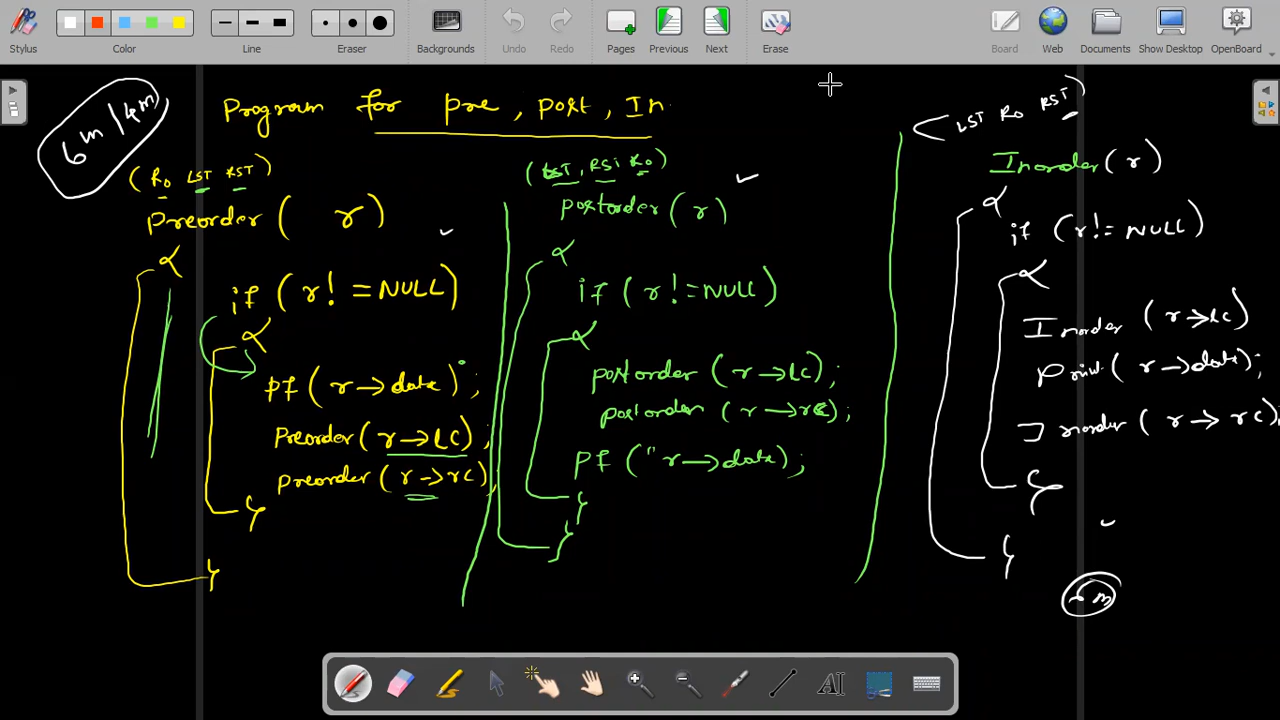 Stylus
Color
Line
Eraser
Backgrounds
Undo
Redo
Pages
Previous
Next
Erase
Board
Web
Documents
Show Desktop
OpenBoard
6m/4m
Program for pre, post, In
(Ro LST RST)
Preorder( r)
{
if (r! = NULL)
{
pf(r→data);
Preorder(r→LC);
preorder(r→rc);
}
}
(LST, RST Ro)
postorder(r)
{
if (r!=NULL)
{
postorder (r→LC);
postorder (r→rc);
pf ("r→data);
}
}
(LST Ro RST)
Inorder(r)
{
if (r!= NULL)
{
Inorder (r→LC)
Print( r→data);
Inorder( r→rc),
}
}